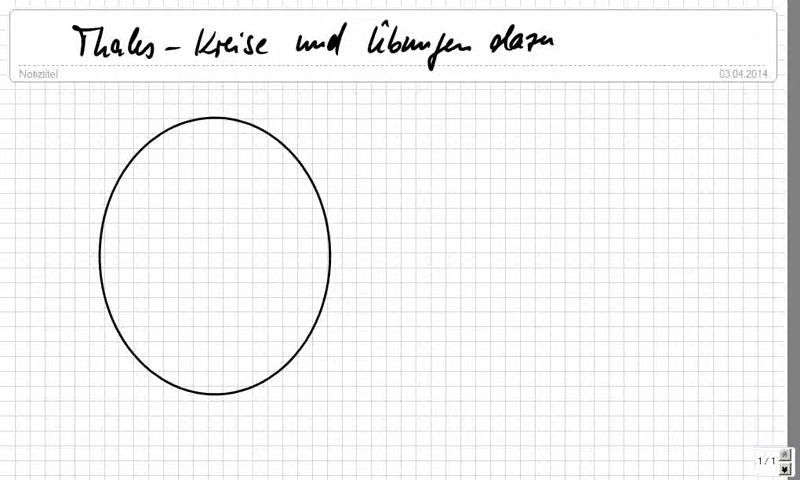 Thales - Kreise und Übungen dazu
Notiztitel
03.04.2014
1/1